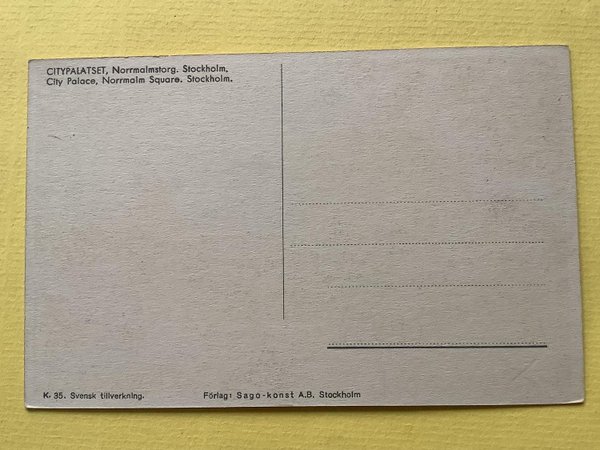 CITYPALATSET, Norrmalmstorg. Stockholm.
City Palace, Norrmalm Square. Stockholm.
K. 35. Svensk tillverkning.
Förlag: Sago-konst A.B. Stockholm